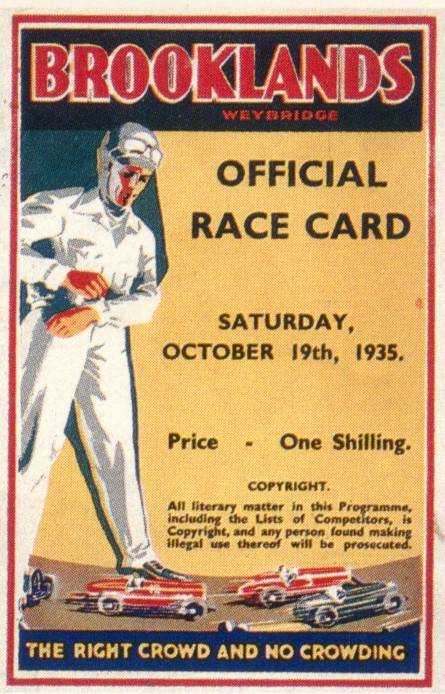 BROOKLANDS
WEYBRIDGE
OFFICIAL
RACE CARD
SATURDAY,
OCTOBER 19th, 1935.
Price - One Shilling.
COPYRIGHT.
All literary matter in this Programme,
including the Lists of Competitors, is
Copyright, and any person found making
illegal use thereof will be prosecuted.
THE RIGHT CROWD AND NO CROWDING